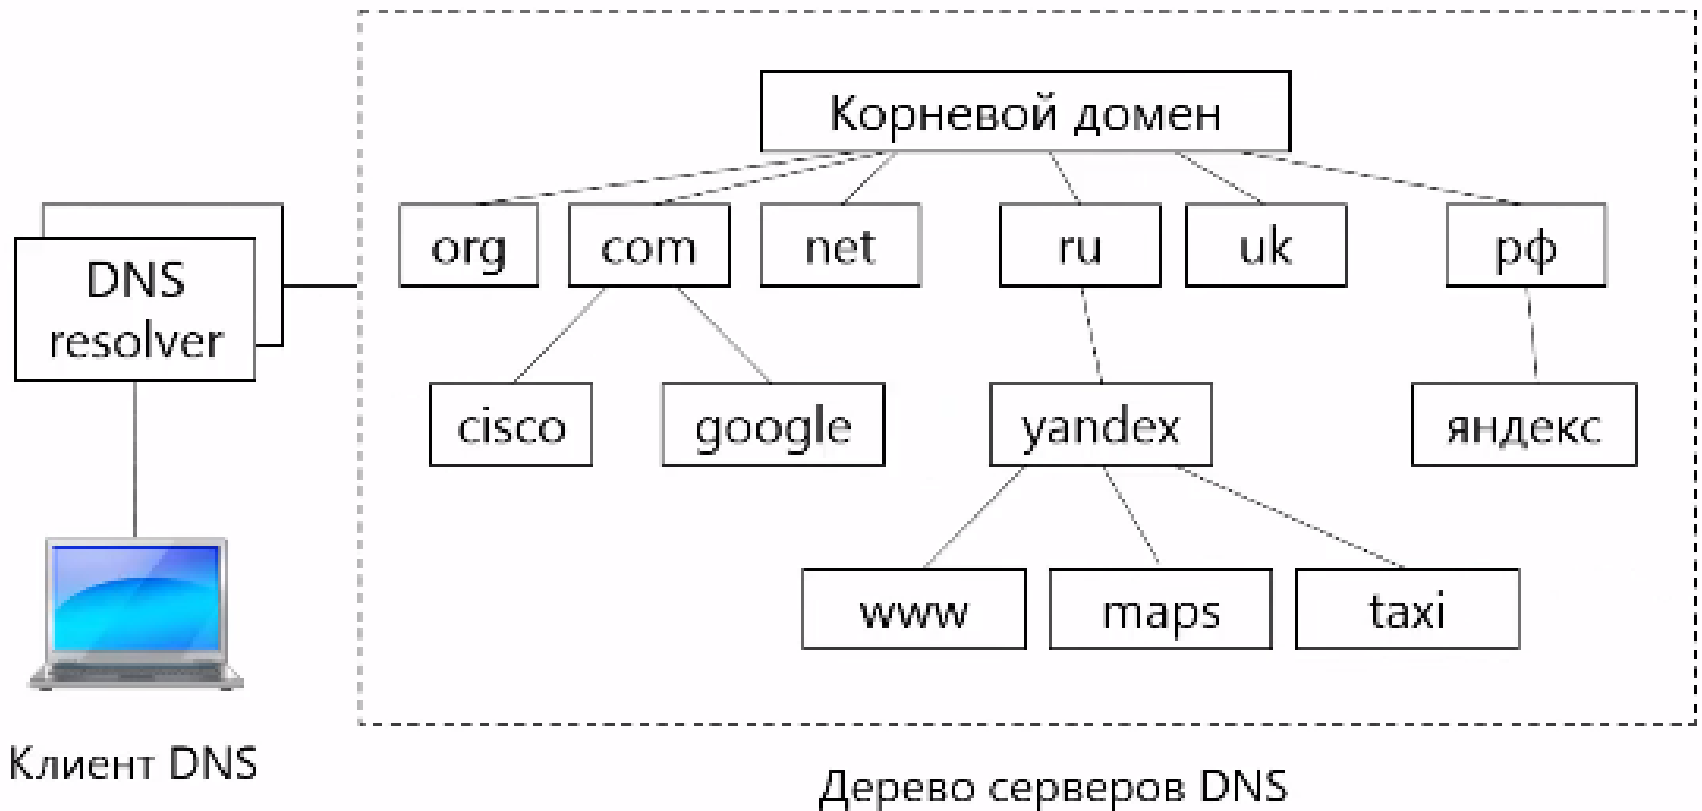 Корневой домен
org
com
net
ru
uk
рф
DNS
resolver
cisco
google
yandex
яндекс
www
maps
taxi
Клиент DNS
Дерево серверов DNS